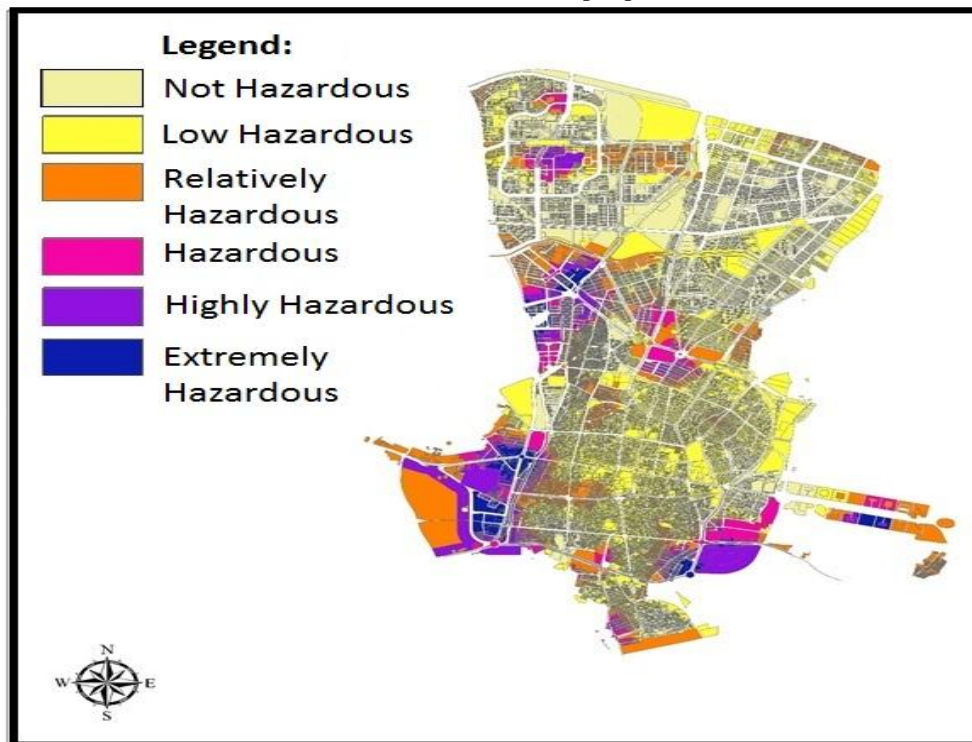 Legend:
Not Hazardous
Low Hazardous
Relatively
Hazardous
Hazardous
Highly Hazardous
Extremely
Hazardous
N
W E
S